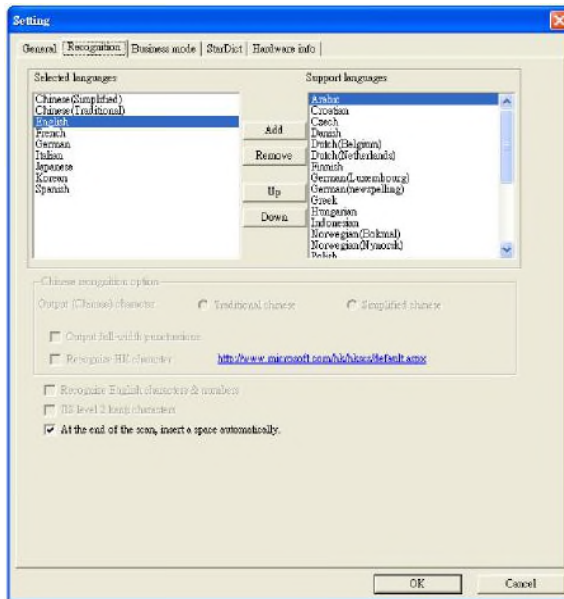 Setting
General Recognition Business mode StarDict Hardware info
Selected languages
Chinese(Simplified)
Chinese(Traditional)
English
French
German
Italian
Japanese
Korean
Spanish
Add
Remove
Up
Down
Support languages
Arabic
Croatian
Czech
Danish
Dutch(Belgium)
Dutch(Netherlands)
Finnish
German(Luxembourg)
German(newspelling)
Greek
Hungarian
Indonesian
Norwegian(Bokmal)
Norwegian(Nynorsk)
Polish
Chinese recognition option
Output (Chinese) character Traditional chinese Simplified chinese
Output full-width punctuations
Recognize HK character http://www.microsoft.com/hk/hkscs/default.aspx
Recognize English characters & numbers
JIS level 2 kanji characters
At the end of the scan, insert a space automatically.
OK Cancel